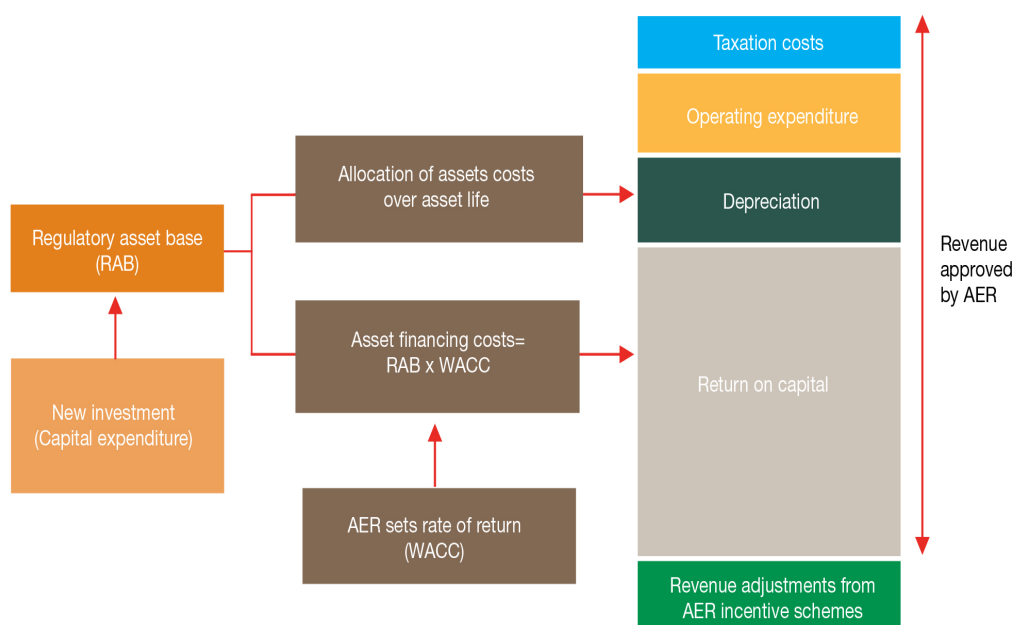 Taxation costs
Operating expenditure
Allocation of assets costs
over asset life
Depreciation
Regulatory asset base
(RAB)
Revenue
approved
by AER
Asset financing costs=
RAB x WACC
Return on capital
New investment
(Capital expenditure)
AER sets rate of return
(WACC)
Revenue adjustments from
AER incentive schemes